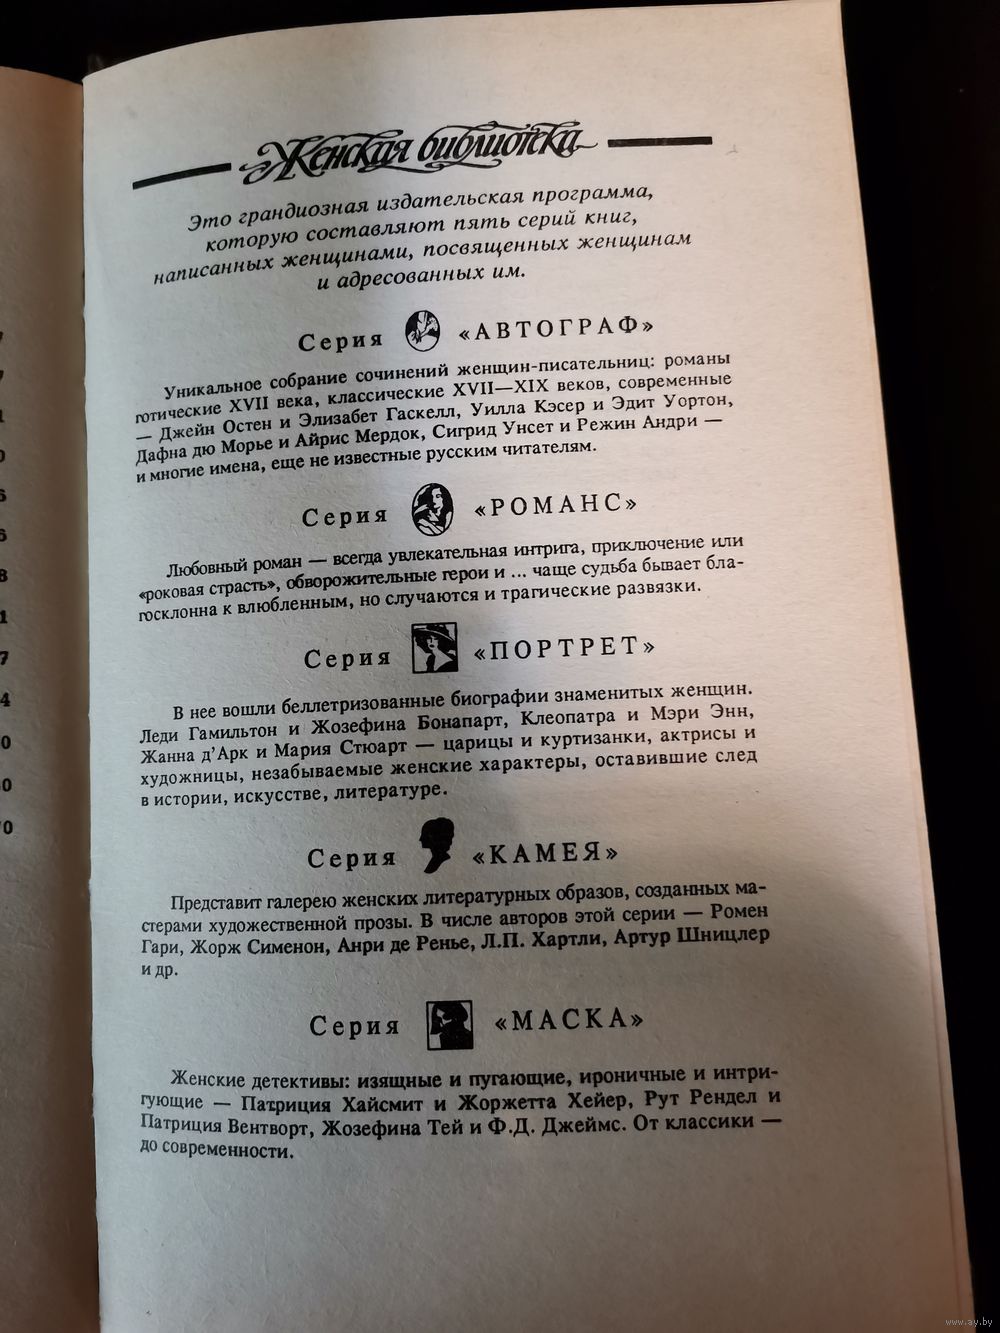 Женская библиотека
Это грандиозная издательская программа,
которую составляют пять серий книг,
написанных женщинами, посвященных женщинам
и адресованных им.
Серия «АВТОГРАФ»
Уникальное собрание сочинений женщин-писательниц: романы
готические XVII века, классические XVII—XIX веков, современные
— Джейн Остен и Элизабет Гаскелл, Уилла Кэсер и Эдит Уортон,
Дафна дю Морье и Айрис Мердок, Сигрид Унсет и Режин Андри —
и многие имена, еще не известные русским читателям.
Серия «РОМАНС»
Любовный роман — всегда увлекательная интрига, приключение или
«роковая страсть», обворожительные герои и ... чаще судьба бывает бла-
госклонна к влюбленным, но случаются и трагические развязки.
Серия «ПОРТРЕТ»
В нее вошли беллетризованные биографии знаменитых женщин.
Леди Гамильтон и Жозефина Бонапарт, Клеопатра и Мэри Энн,
Жанна д'Арк и Мария Стюарт — царицы и куртизанки, актрисы и
художницы, незабываемые женские характеры, оставившие след
в истории, искусстве, литературе.
Серия «КАМЕЯ»
Представит галерею женских литературных образов, созданных ма-
стерами художественной прозы. В числе авторов этой серии — Ромен
Гари, Жорж Сименон, Анри де Ренье, Л.П. Хартли, Артур Шницлер
и др.
Серия «МАСКА»
Женские детективы: изящные и пугающие, ироничные и интри-
гующие — Патриция Хайсмит и Жоржетта Хейер, Рут Рендел и
Патриция Вентворт, Жозефина Тей и Ф.Д. Джеймс. От классики —
до современности.
www.ay.by